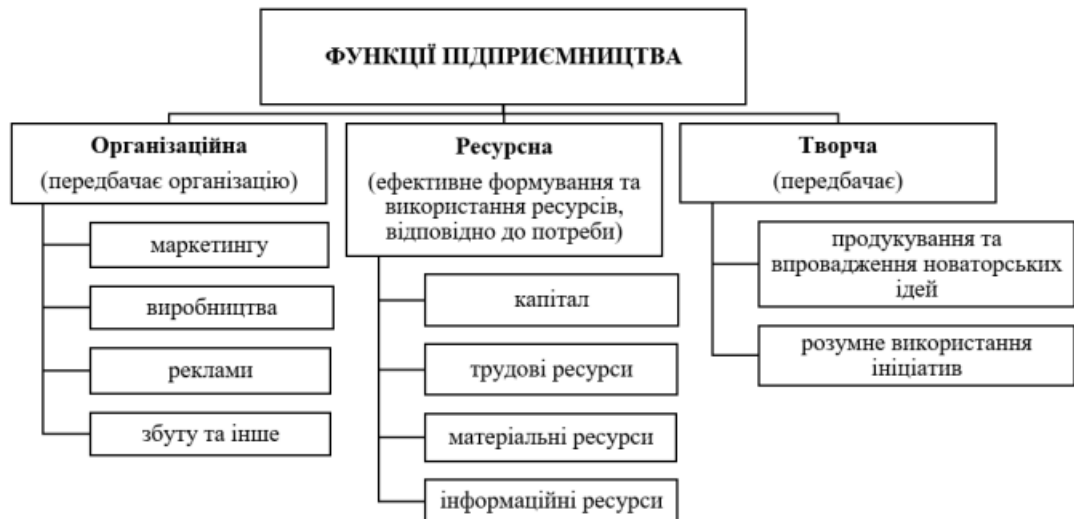 ФУНКЦІЇ ПІДПРИЄМНИЦТВА
Організаційна
(передбачає організацію)
маркетингу
виробництва
реклами
збуту та інше
Ресурсна
(ефективне формування та
використання ресурсів,
відповідно до потреби)
капітал
трудові ресурси
матеріальні ресурси
інформаційні ресурси
Творча
(передбачає)
продукування та
впровадження новаторських
ідей
розумне використання
ініціатив